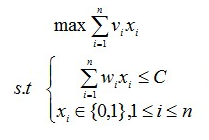 max ∑_{i=1}^{n} v_i x_i
s.t { ∑_{i=1}^{n} w_i x_i ≤ C
x_i ∈ {0,1}, 1 ≤ i ≤ n